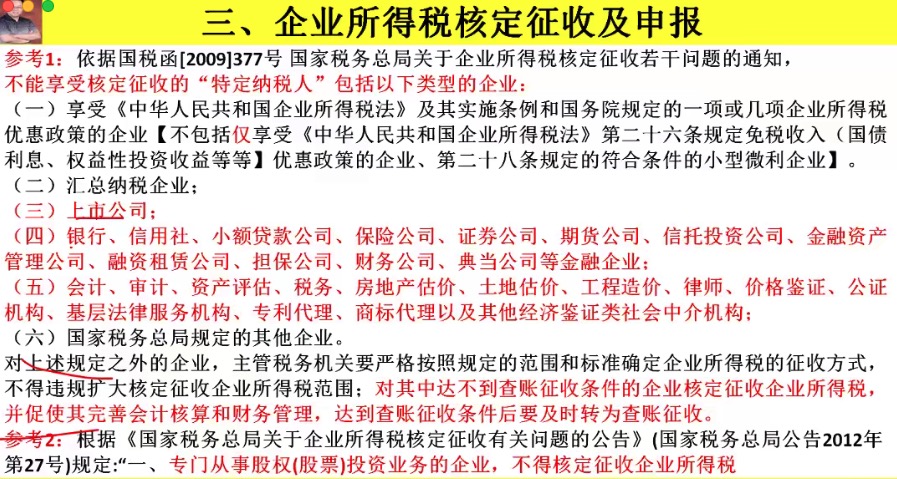 三、企业所得税核定征收及申报
参考1：依据国税函[2009]377号 国家税务总局关于企业所得税核定征收若干问题的通知，
不能享受核定征收的“特定纳税人”包括以下类型的企业：
（一）享受《中华人民共和国企业所得税法》及其实施条例和国务院规定的一项或几项企业所得税
优惠政策的企业【不包括仅享受《中华人民共和国企业所得税法》第二十六条规定免税收入（国债
利息、权益性投资收益等等】优惠政策的企业、第二十八条规定的符合条件的小型微利企业】。
（二）汇总纳税企业；
（三）上市公司；
（四）银行、信用社、小额贷款公司、保险公司、证券公司、期货公司、信托投资公司、金融资产
管理公司、融资租赁公司、担保公司、财务公司、典当公司等金融企业；
（五）会计、审计、资产评估、税务、房地产估价、土地估价、工程造价、律师、价格鉴证、公证
机构、基层法律服务机构、专利代理、商标代理以及其他经济鉴证类社会中介机构；
（六）国家税务总局规定的其他企业。
对上述规定之外的企业，主管税务机关要严格按照规定的范围和标准确定企业所得税的征收方式，
不得违规扩大核定征收企业所得税范围；对其中达不到查账征收条件的企业核定征收企业所得税，
并促使其完善会计核算和财务管理，达到查账征收条件后要及时转为查账征收。
参考2：根据《国家税务总局关于企业所得税核定征收有关问题的公告》(国家税务总局公告2012年
第27号)规定:“一、专门从事股权(股票)投资业务的企业，不得核定征收企业所得税